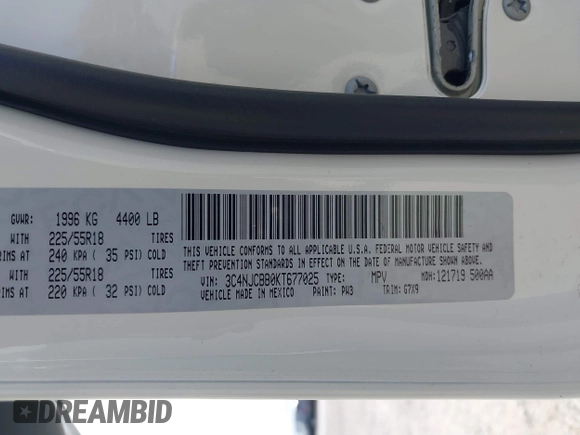 GVWR: 1996 KG 4400 LB
WITH 225/55R18 TIRES
RIMS AT 240 KPA ( 35 PSI) COLD
WITH 225/55R18 TIRES
RIMS AT 220 KPA ( 32 PSI) COLD
THIS VEHICLE CONFORMS TO ALL APPLICABLE U.S.A. FEDERAL MOTOR VEHICLE SAFETY AND
THEFT PREVENTION STANDARDS IN EFFECT ON THE DATE OF MANUFACTURE SHOWN ABOVE.
VIN: 3C4NJCBB0KT677025 TYPE: MPV MDH: 121719 500AA
VEHICLE MADE IN MEXICO PAINT: PW3 TRIM: G7X9
DREAMBID